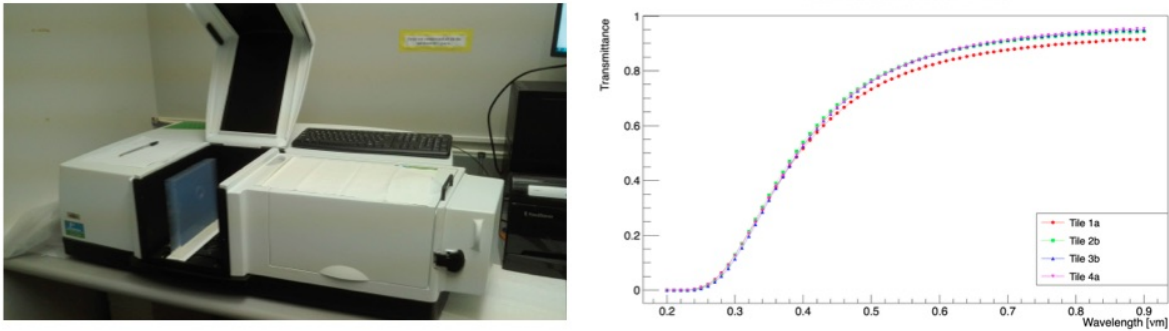 Transmittance
1
0.8
0.6
0.4
0.2
0
0.2 0.3 0.4 0.5 0.6 0.7 0.8 0.9
Wavelength [νm]
Tile 1a
Tile 2b
Tile 3b
Tile 4a